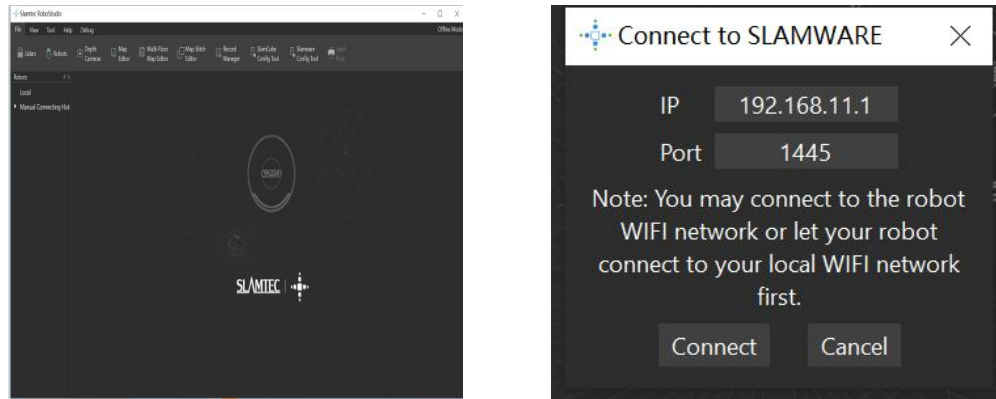 Slamtec RoboStudio
File View Tool Help Debug
Offline Mode
Lidars
Robots
Depth
Cameras
Map
Editor
Multi-Floor
Map Editor
Map Stitch
Editor
Record
Manager
SlamCube
Config Tool
Slamware
Config Tool
Robots
Local
Manual Connecting Hist
RPLIDAR
SLAMTEC
Connect to SLAMWARE
IP 192.168.11.1
Port 1445
Note: You may connect to the robot
WIFI network or let your robot
connect to your local WIFI network
first.
Connect Cancel